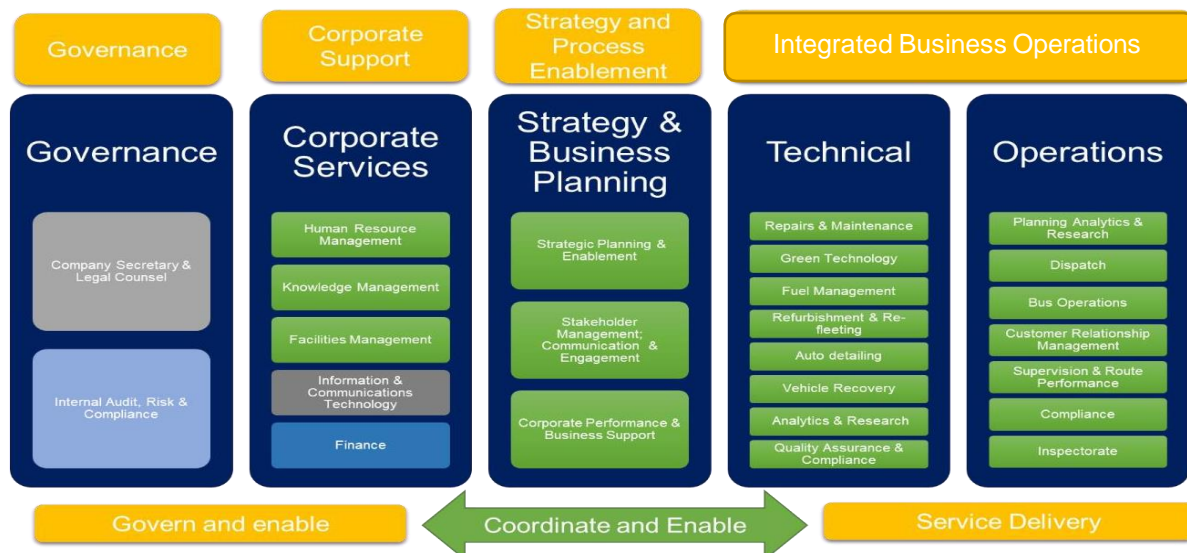 Governance
Corporate
Support
Strategy and
Process
Enablement
Integrated Business Operations
Governance
Company Secretary &
Legal Counsel
Internal Audit, Risk &
Compliance
Corporate
Services
Human Resource
Management
Knowledge Management
Facilities Management
Information &
Communications
Technology
Finance
Strategy &
Business
Planning
Strategic Planning &
Enablement
Stakeholder
Management;
Communication &
Engagement
Corporate Performance &
Business Support
Technical
Repairs & Maintenance
Green Technology
Fuel Management
Refurbishment & Re-
fleeting
Auto detailing
Vehicle Recovery
Analytics & Research
Quality Assurance &
Compliance
Operations
Planning Analytics &
Research
Dispatch
Bus Operations
Customer Relationship
Management
Supervision & Route
Performance
Compliance
Inspectorate
Govern and enable
Coordinate and Enable
Service Delivery